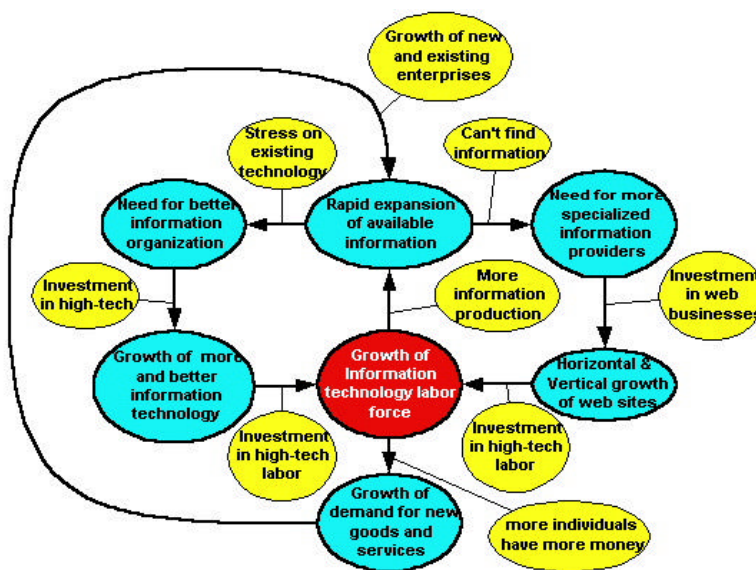 Growth of new
and existing
enterprises
Stress on
existing
technology
Can't find
information
Need for better
information
organization
Rapid expansion
of available
information
Need for more
specialized
information
providers
Investment
in high-tech
More
information
production
Investment
in web
businesses
Growth of more
and better
information
technology
Growth of
Information
technology labor
force
Horizontal &
Vertical growth
of web sites
Investment
in high-tech
labor
Investment
in high-tech
labor
Growth of
demand for new
goods and
services
more individuals
have more money